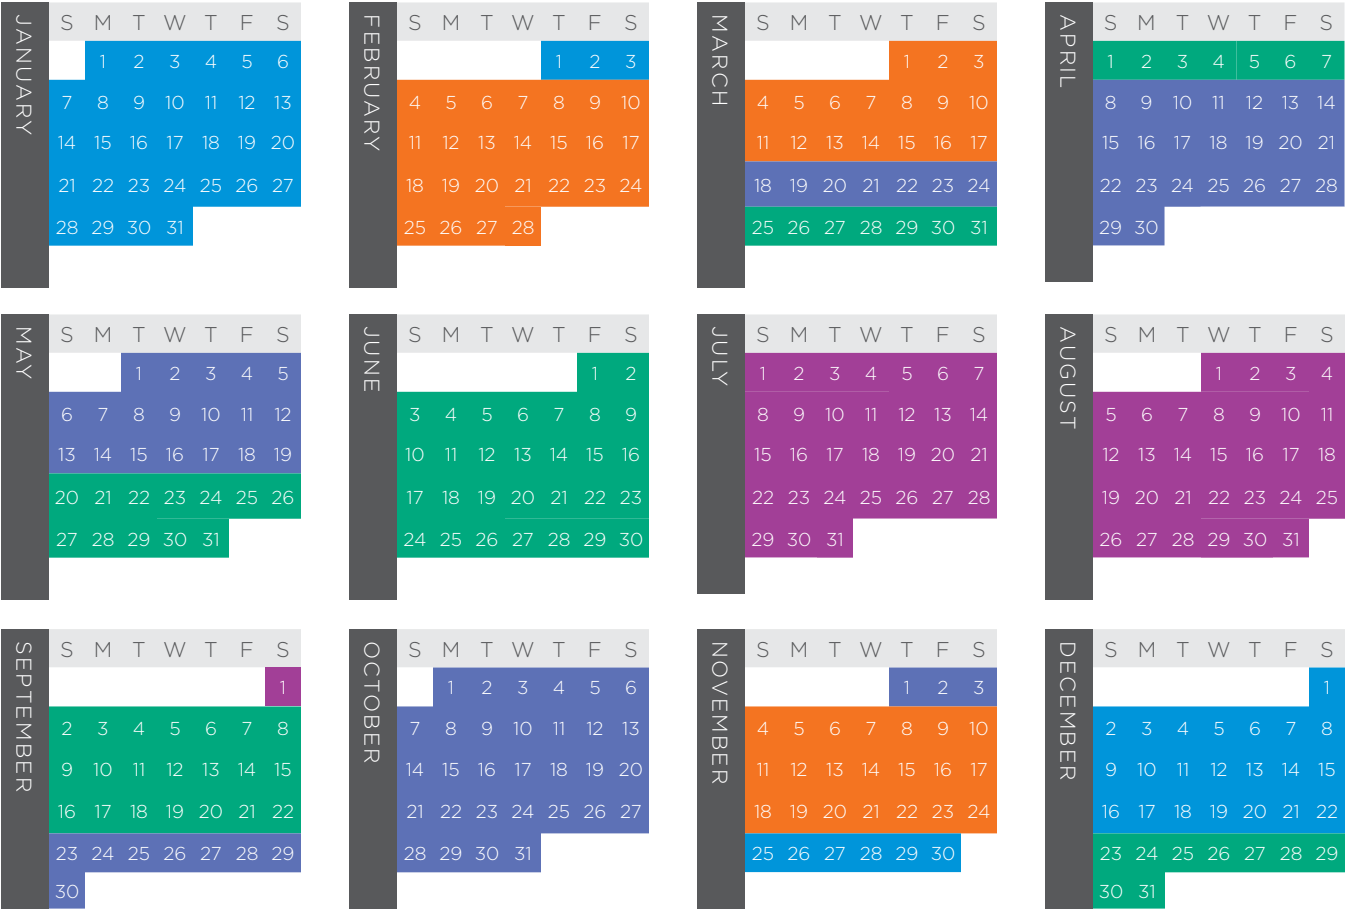 JANUARY
S M T W T F S
1 2 3 4 5 6
7 8 9 10 11 12 13
14 15 16 17 18 19 20
21 22 23 24 25 26 27
28 29 30 31
FEBRUARY
S M T W T F S
1 2 3
4 5 6 7 8 9 10
11 12 13 14 15 16 17
18 19 20 21 22 23 24
25 26 27 28
MARCH
S M T W T F S
1 2 3
4 5 6 7 8 9 10
11 12 13 14 15 16 17
18 19 20 21 22 23 24
25 26 27 28 29 30 31
APRIL
S M T W T F S
1 2 3 4 5 6 7
8 9 10 11 12 13 14
15 16 17 18 19 20 21
22 23 24 25 26 27 28
29 30
MAY
S M T W T F S
1 2 3 4 5
6 7 8 9 10 11 12
13 14 15 16 17 18 19
20 21 22 23 24 25 26
27 28 29 30 31
JUNE
S M T W T F S
1 2
3 4 5 6 7 8 9
10 11 12 13 14 15 16
17 18 19 20 21 22 23
24 25 26 27 28 29 30
JULY
S M T W T F S
1 2 3 4 5 6 7
8 9 10 11 12 13 14
15 16 17 18 19 20 21
22 23 24 25 26 27 28
29 30 31
AUGUST
S M T W T F S
1 2 3 4
5 6 7 8 9 10 11
12 13 14 15 16 17 18
19 20 21 22 23 24 25
26 27 28 29 30 31
SEPTEMBER
S M T W T F S
1
2 3 4 5 6 7 8
9 10 11 12 13 14 15
16 17 18 19 20 21 22
23 24 25 26 27 28 29
30
OCTOBER
S M T W T F S
1 2 3 4 5 6
7 8 9 10 11 12 13
14 15 16 17 18 19 20
21 22 23 24 25 26 27
28 29 30 31
NOVEMBER
S M T W T F S
1 2 3
4 5 6 7 8 9 10
11 12 13 14 15 16 17
18 19 20 21 22 23 24
25 26 27 28 29 30
DECEMBER
S M T W T F S
1
2 3 4 5 6 7 8
9 10 11 12 13 14 15
16 17 18 19 20 21 22
23 24 25 26 27 28 29
30 31